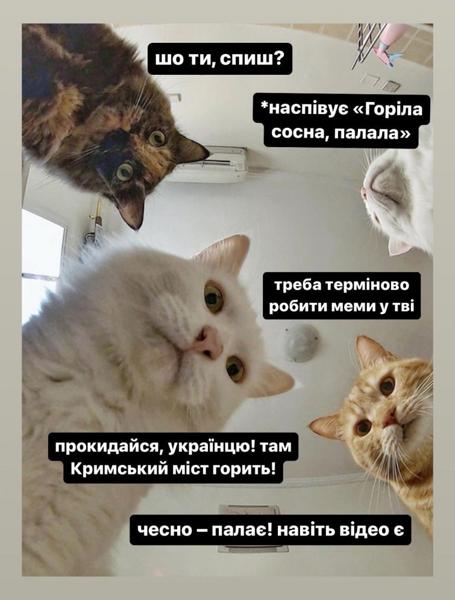 шо ти, спиш?
*наспівує «Горіла
сосна, палала»
треба терміново
робити меми у тві
прокидайся, українцю! там
Кримський міст горить!
чесно – палає! навіть відео є